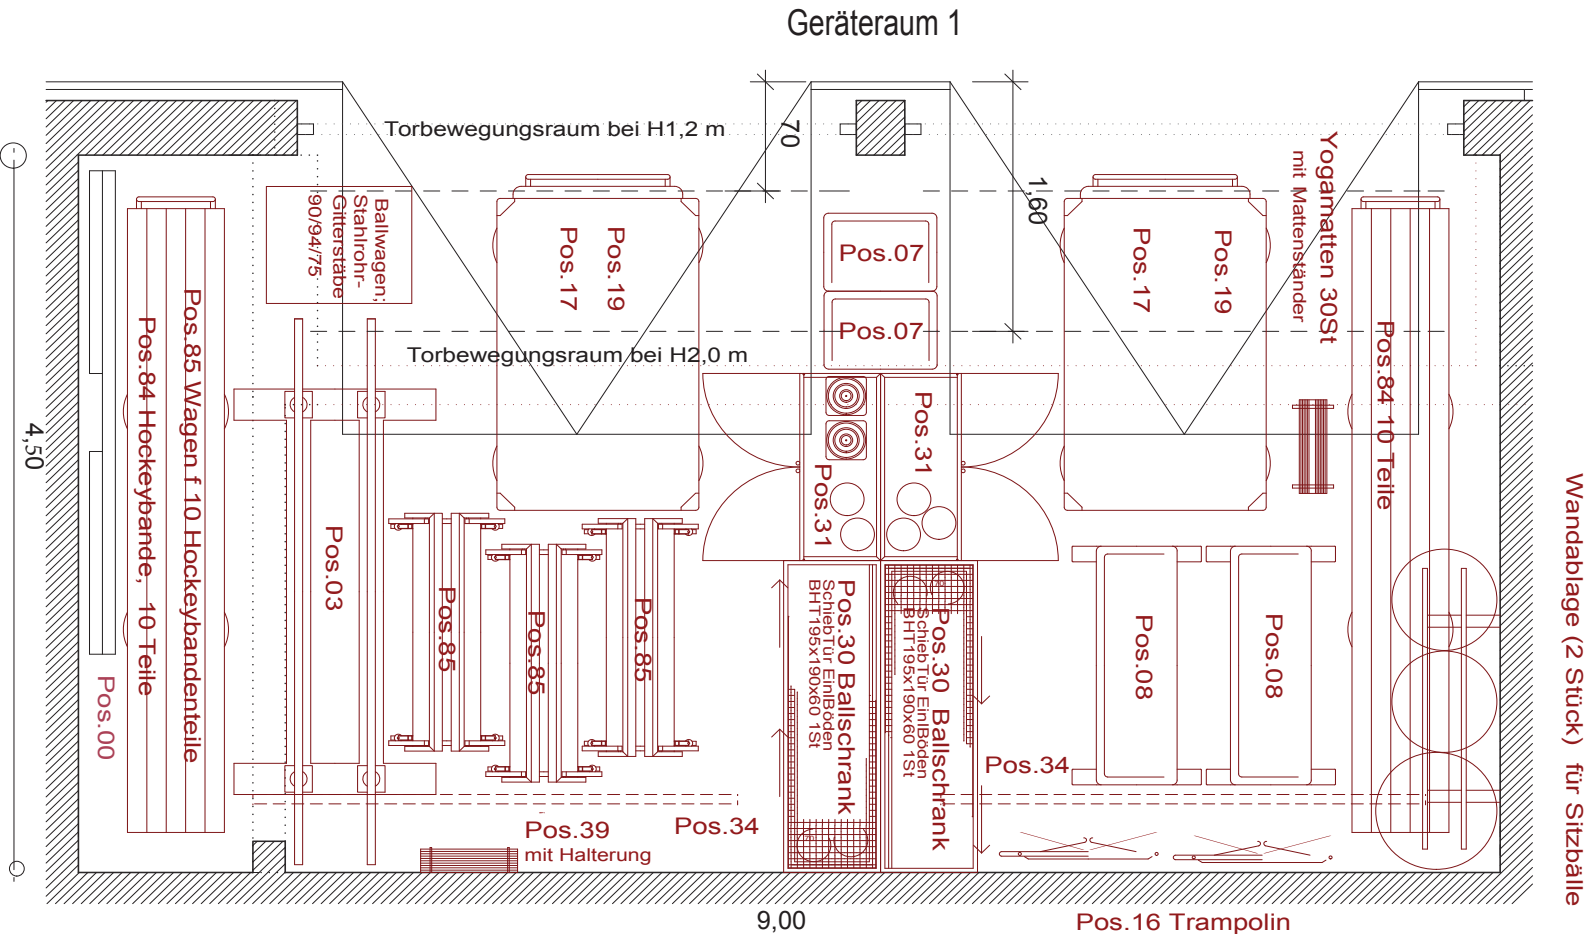 Geräteraum 1
Torbewegungsraum bei H1,2 m
70
1,60
Yogamatten 30St
mit Mattenständer
Ballwagen;
Stahlrohr-
Gitterstäbe
90/94/75
Pos.17
Pos.19
Pos.07
Pos.07
Pos.17
Pos.19
Torbewegungsraum bei H2,0 m
Pos.84 Hockeybande, 10 Teile
Pos.85 Wagen f 10 Hockeybandenteile
Pos.84 10 Teile
4,50
Pos.31
Pos.31
Pos.03
Pos.85
Pos.85
Pos.85
Pos.30 Ballschrank
SchiebTür EinlBöden
BHT195x190x60 1St
Pos.30 Ballschrank
SchiebTür EinlBöden
BHT195x190x60 1St
Pos.08
Pos.08
Pos.00
Pos.34
Pos.34
Pos.39
mit Halterung
Wandablage (2 Stück) für Sitzbälle
9,00
Pos.16 Trampolin